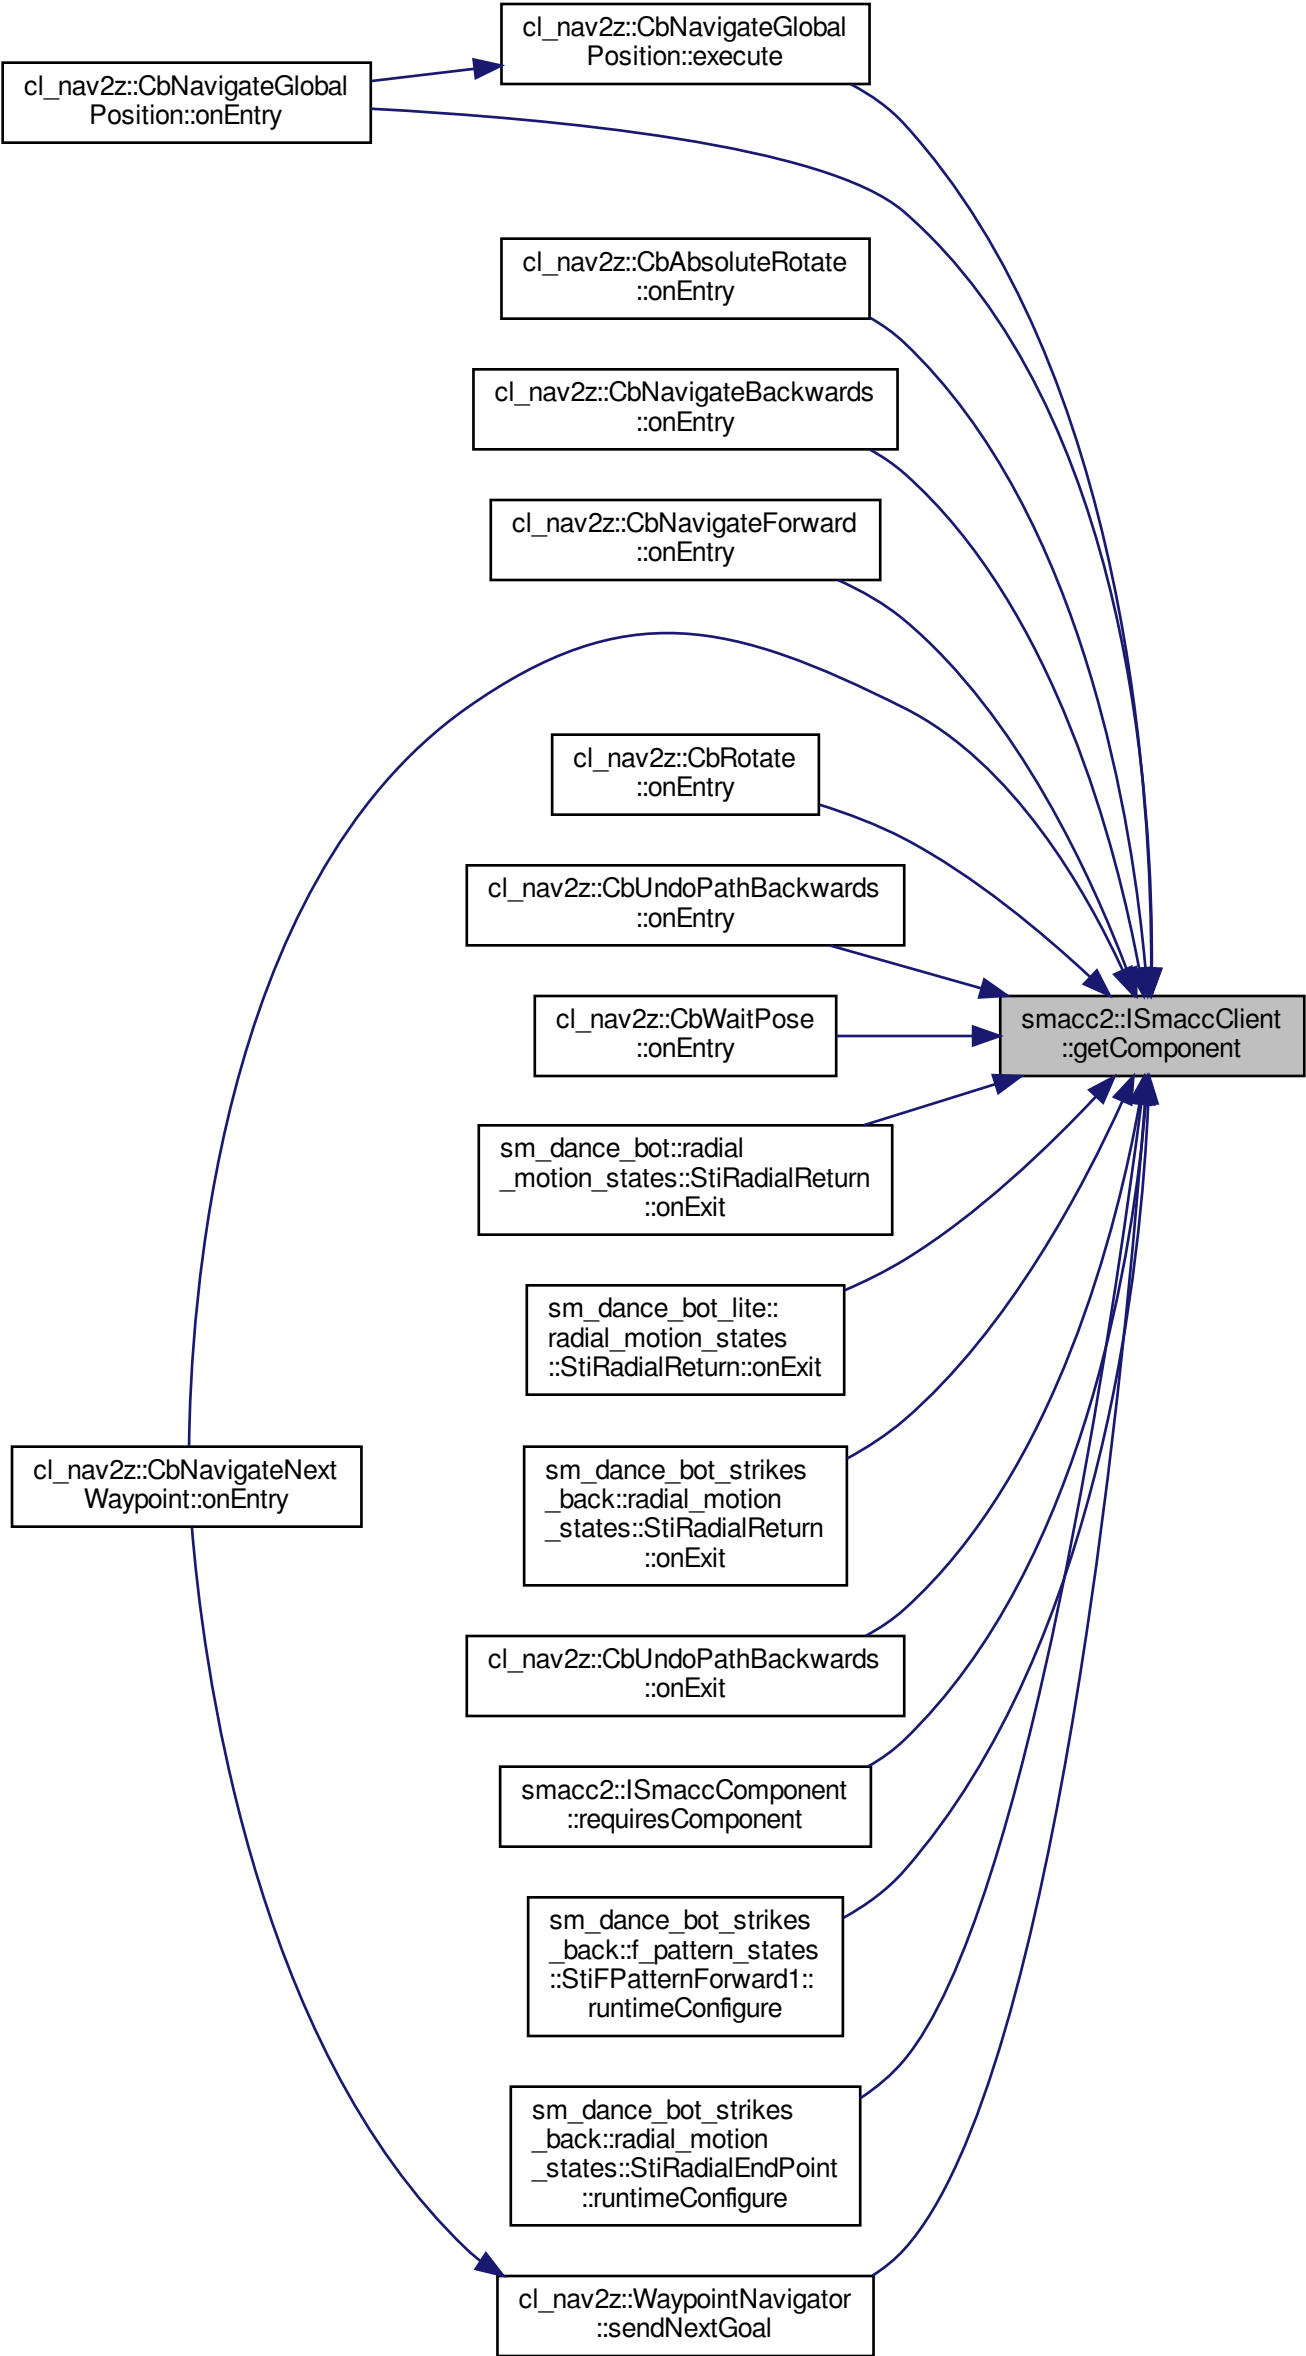 cl_nav2z::CbNavigateGlobal
Position::execute
cl_nav2z::CbNavigateGlobal
Position::onEntry
cl_nav2z::CbAbsoluteRotate
::onEntry
cl_nav2z::CbNavigateBackwards
::onEntry
cl_nav2z::CbNavigateForward
::onEntry
cl_nav2z::CbRotate
::onEntry
cl_nav2z::CbUndoPathBackwards
::onEntry
cl_nav2z::CbWaitPose
::onEntry
smacc2::ISmaccClient
::getComponent
sm_dance_bot::radial
_motion_states::StiRadialReturn
::onExit
sm_dance_bot_lite::
radial_motion_states
::StiRadialReturn::onExit
cl_nav2z::CbNavigateNext
Waypoint::onEntry
sm_dance_bot_strikes
_back::radial_motion
_states::StiRadialReturn
::onExit
cl_nav2z::CbUndoPathBackwards
::onExit
smacc2::ISmaccComponent
::requiresComponent
sm_dance_bot_strikes
_back::f_pattern_states
::StiFPatternForward1::
runtimeConfigure
sm_dance_bot_strikes
_back::radial_motion
_states::StiRadialEndPoint
::runtimeConfigure
cl_nav2z::WaypointNavigator
::sendNextGoal